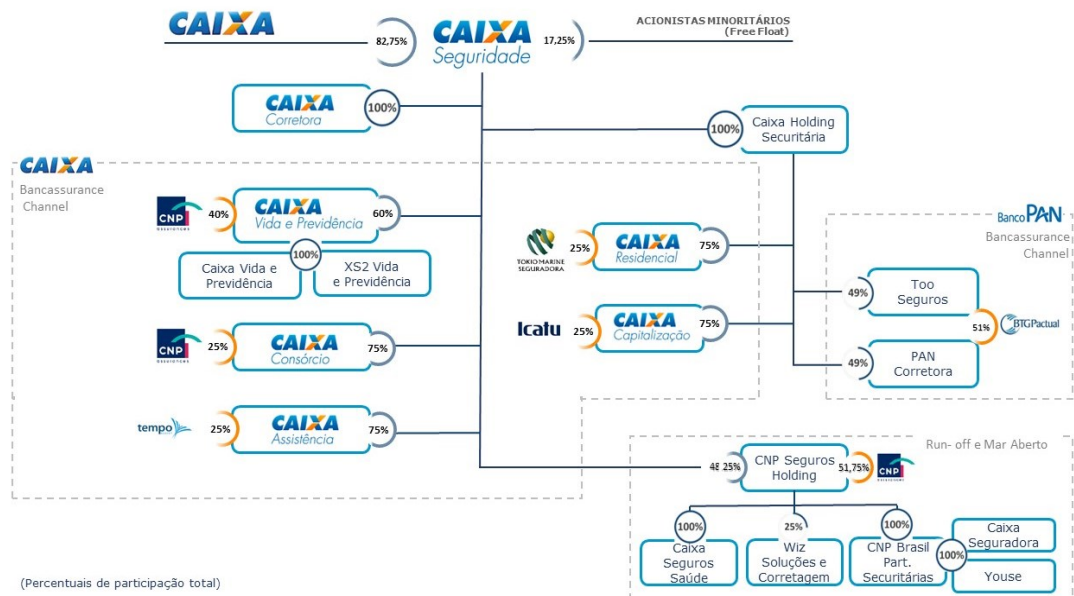 CAIXA
82,75%
CAIXA
Seguridade
17,25%
ACIONISTAS MINORITÁRIOS
(Free Float)
CAIXA
Corretora
100%
100%
Caixa Holding
Securitária
CAIXA
Bancassurance
Channel
CNP
40%
CAIXA
Vida e Previdência
60%
100%
Caixa Vida e
Previdência
XS2 Vida
e Previdência
TOKIO MARINE
SEGURADORA
25%
CAIXA
Residencial
75%
Banco PAN
Bancassurance
Channel
49%
Too
Seguros
51%
BTGPactual
49%
PAN
Corretora
Icatu
25%
CAIXA
Capitalização
75%
CNP
25%
CAIXA
Consórcio
75%
tempo
25%
CAIXA
Assistência
75%
Run- off e Mar Aberto
48 25%
CNP Seguros
Holding
51,75%
CNP
100%
Caixa
Seguros
Saúde
25%
Wiz
Soluções e
Corretagem
100%
CNP Brasil
Part.
Securitárias
100%
Caixa
Seguradora
Youse
(Percentuais de participação total)